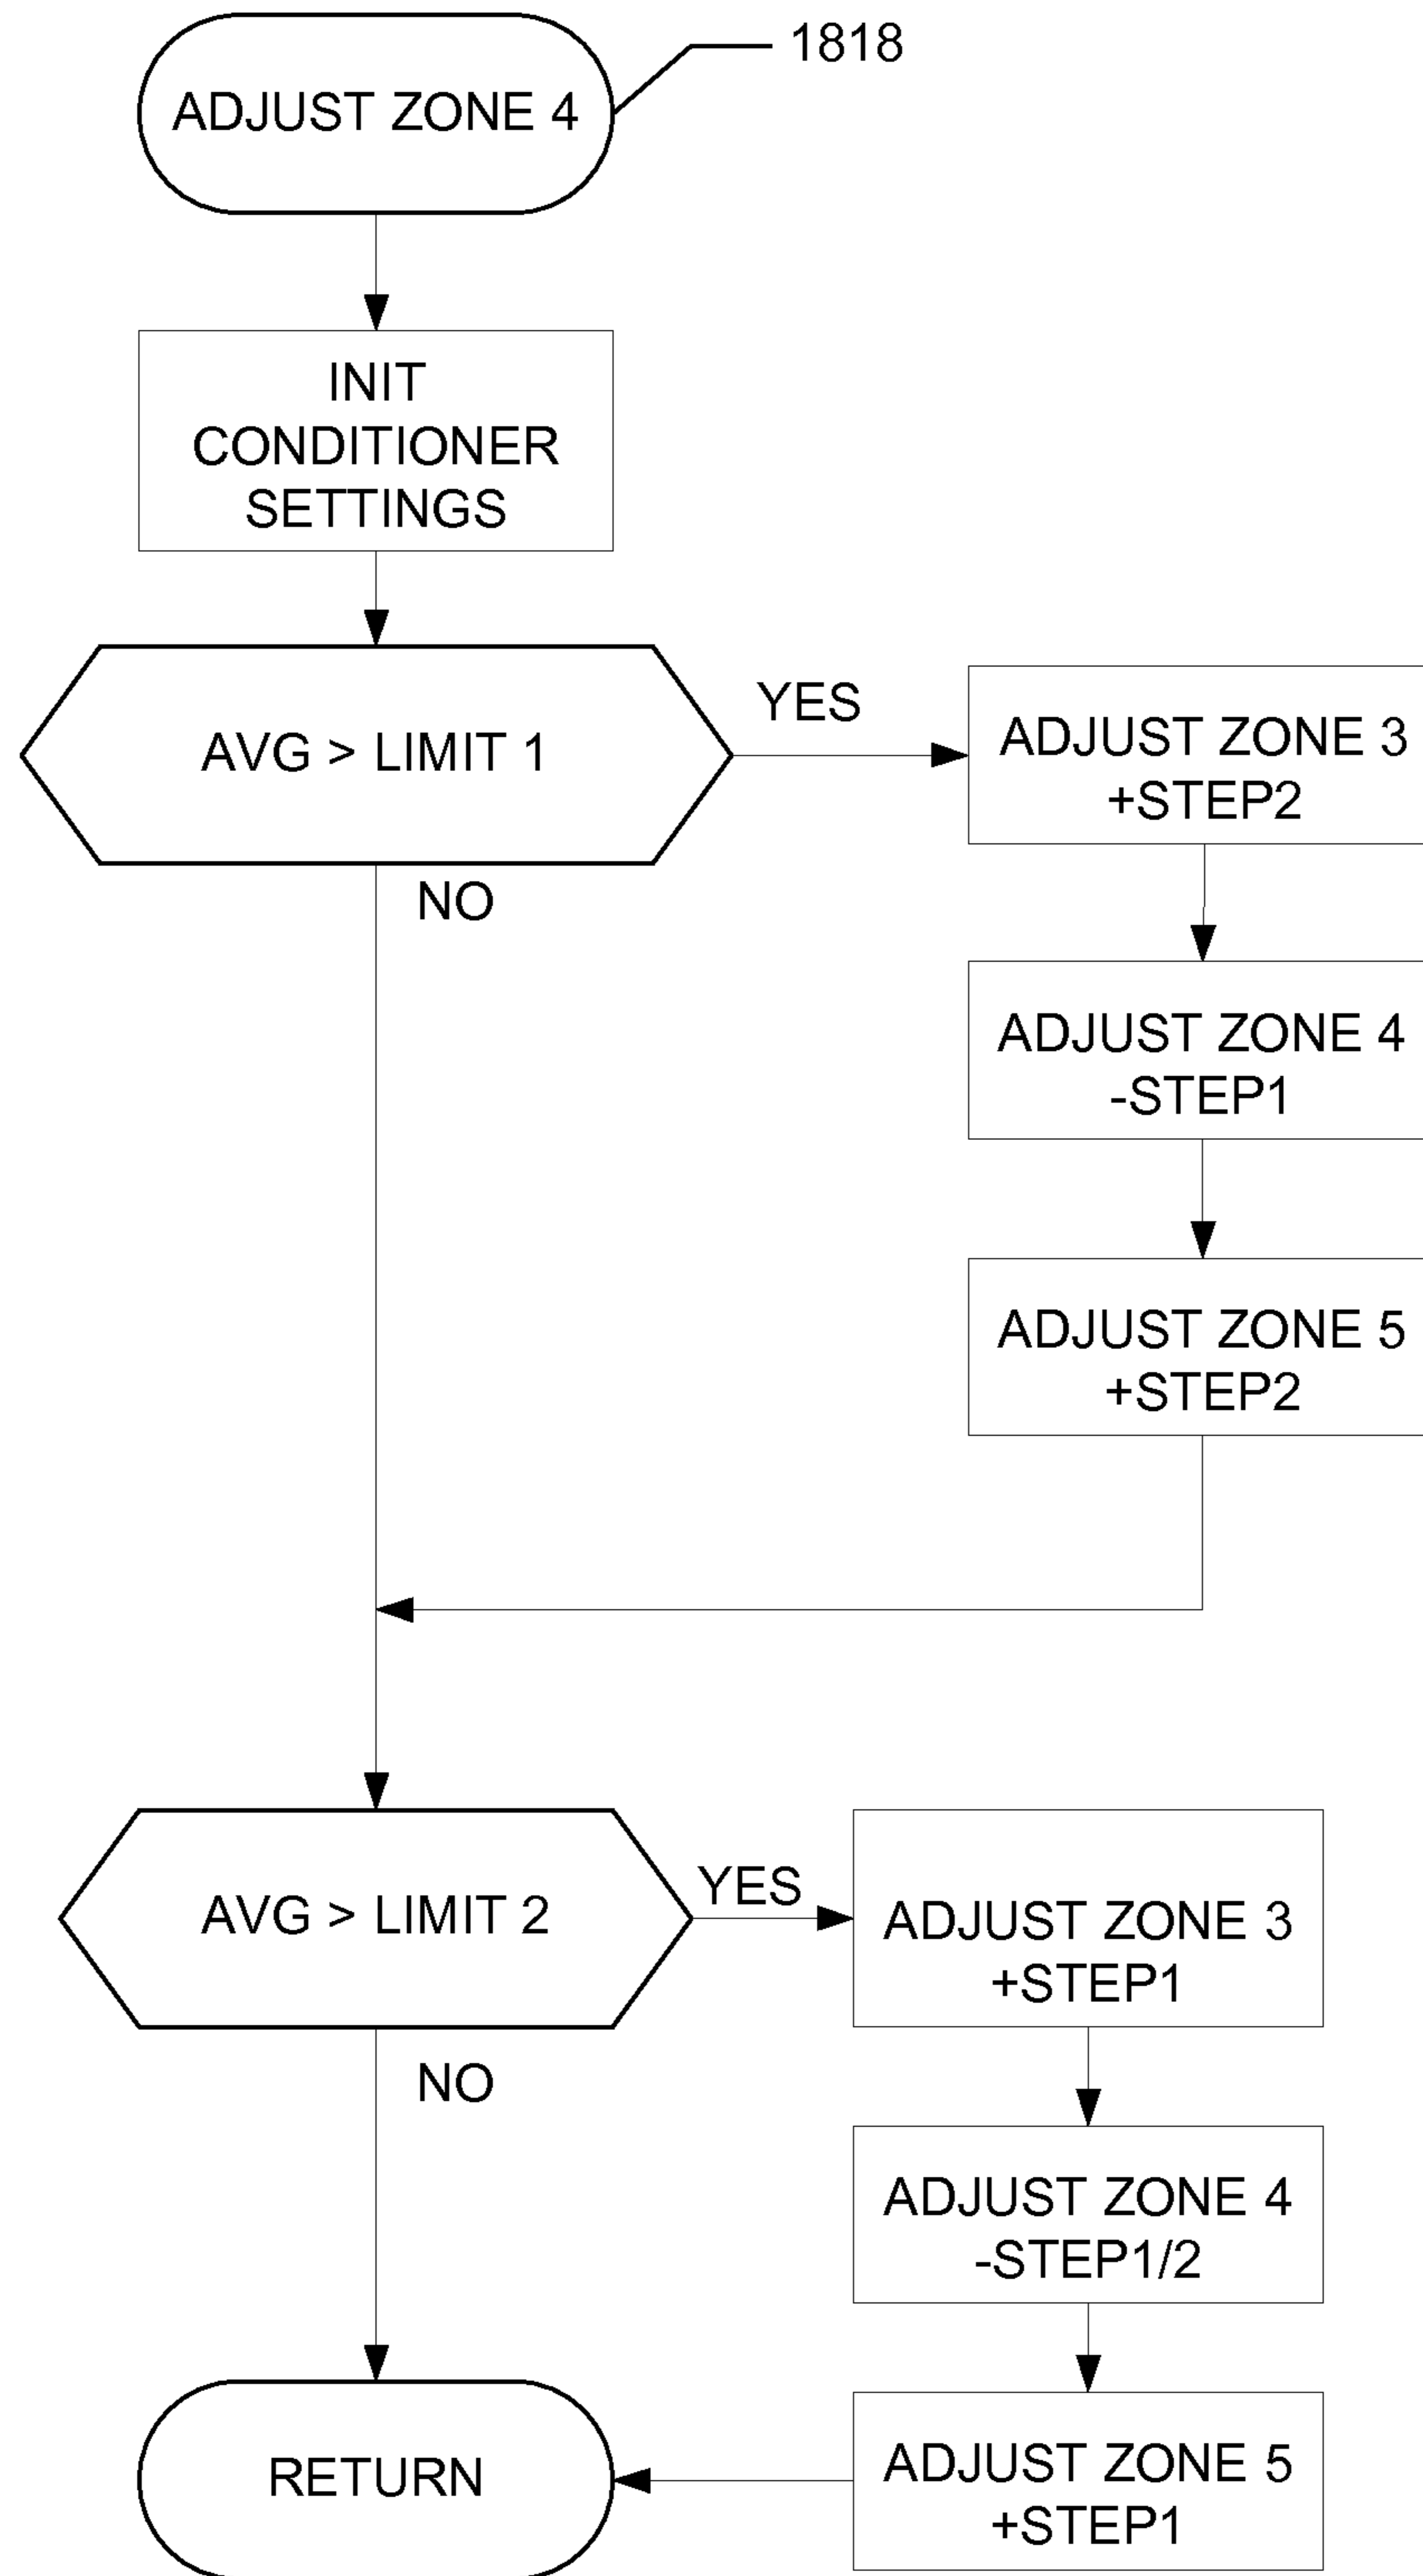 1818
ADJUST ZONE 4
INIT
CONDITIONER
SETTINGS
AVG > LIMIT 1
YES
ADJUST ZONE 3
+STEP2
NO
ADJUST ZONE 4
-STEP1
ADJUST ZONE 5
+STEP2
AVG > LIMIT 2
YES
ADJUST ZONE 3
+STEP1
NO
ADJUST ZONE 4
-STEP1/2
ADJUST ZONE 5
+STEP1
RETURN